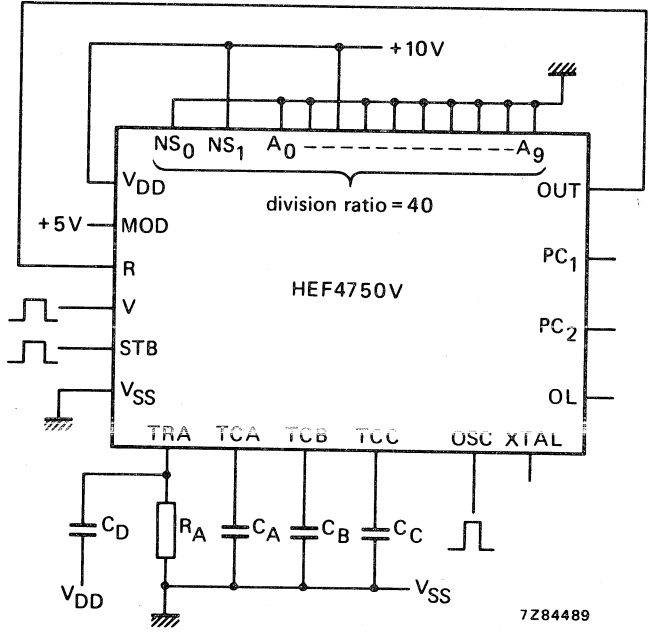 +10V
NS0 NS1 A0 A9
VDD
division ratio = 40
OUT
+5V MOD
R
PC1
HEF4750V
V
PC2
STB
VSS
OL
TRA TCA TCB TCC OSC XTAL
CD RA CA CB CC
VDD
VSS
7Z84489